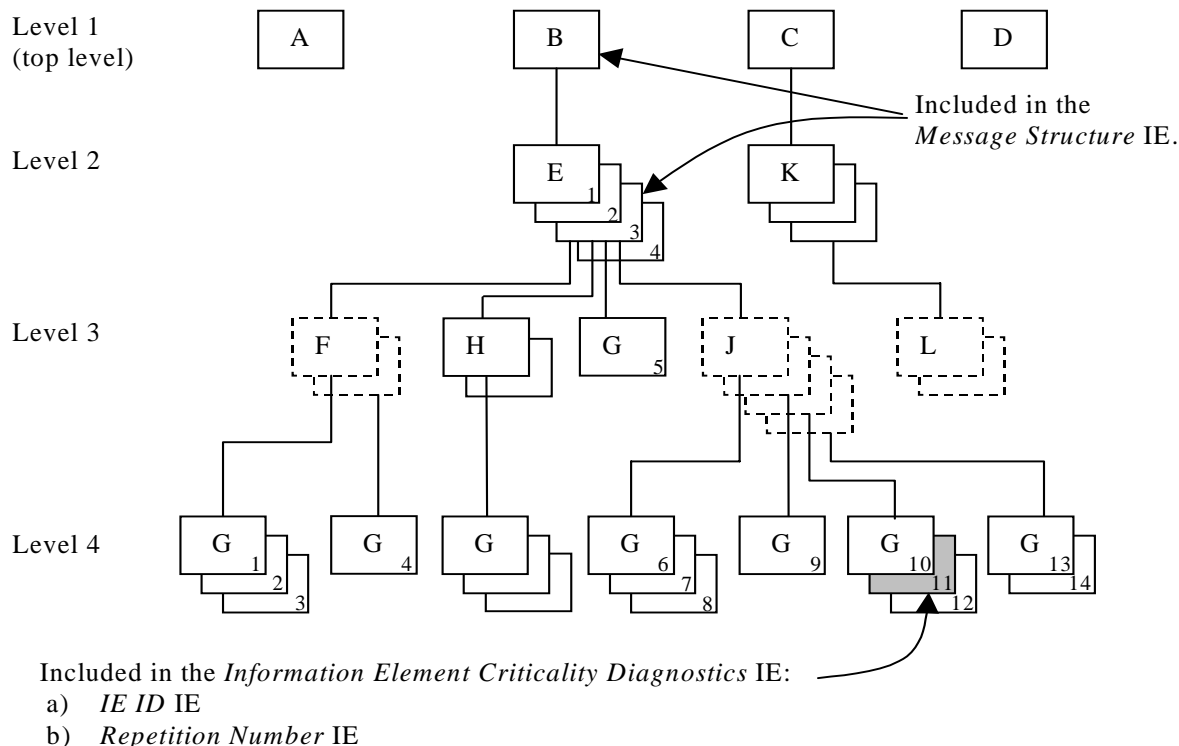 Level 1
(top level)
A
B
C
D
Included in the
Message Structure IE.
Level 2
E
1
2
3
4
K
Level 3
F
H
G
5
J
L
Level 4
G
1
2
3
G
4
G
G
6
7
8
G
9
G
10
11
12
G
13
14
Included in the Information Element Criticality Diagnostics IE:
a) IE ID IE
b) Repetition Number IE